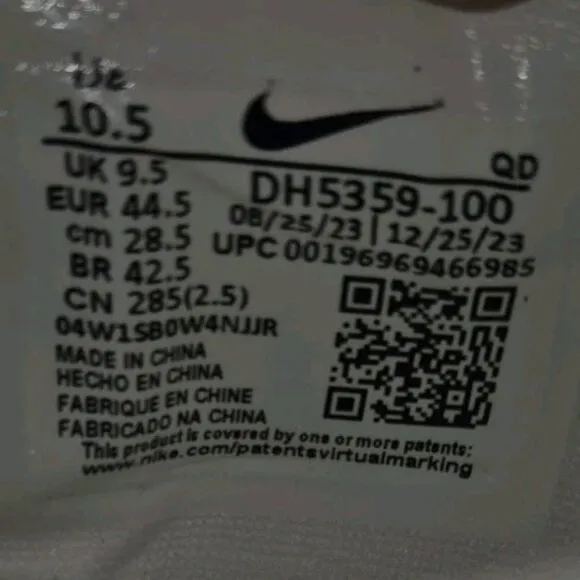 10.5
QD
UK 9.5
DH5359-100
EUR 44.5
08/25/23 | 12/25/23
cm 28.5
UPC 00196969466985
BR 42.5
CN 285(2.5)
04W1SB0W4NJJR
MADE IN CHINA
HECHO EN CHINA
FABRIQUE EN CHINE
FABRICADO NA CHINA
This product is covered by one or more patents:
www.nike.com/patentsvirtualmarking